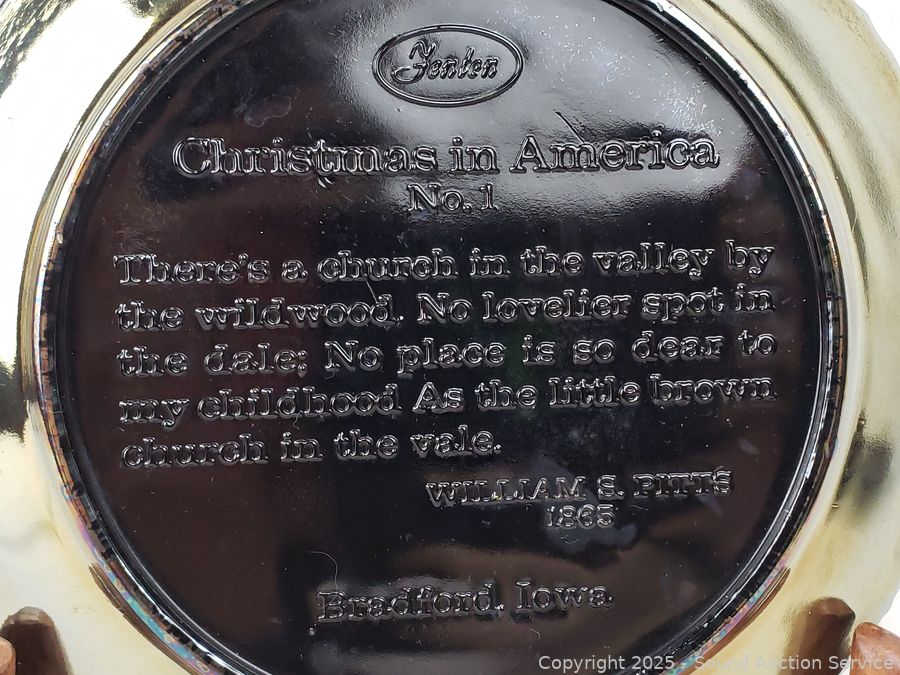 Fenton
Christmas in America
No. 1
There's a church in the valley by
the wildwood. No lovelier spot in
the dale; No place is so dear to
my childhood As the little brown
church in the vale.
WILLIAM S. PITTS
1865
Bradford, Iowa
Copyright 2025 - Sound Auction Service